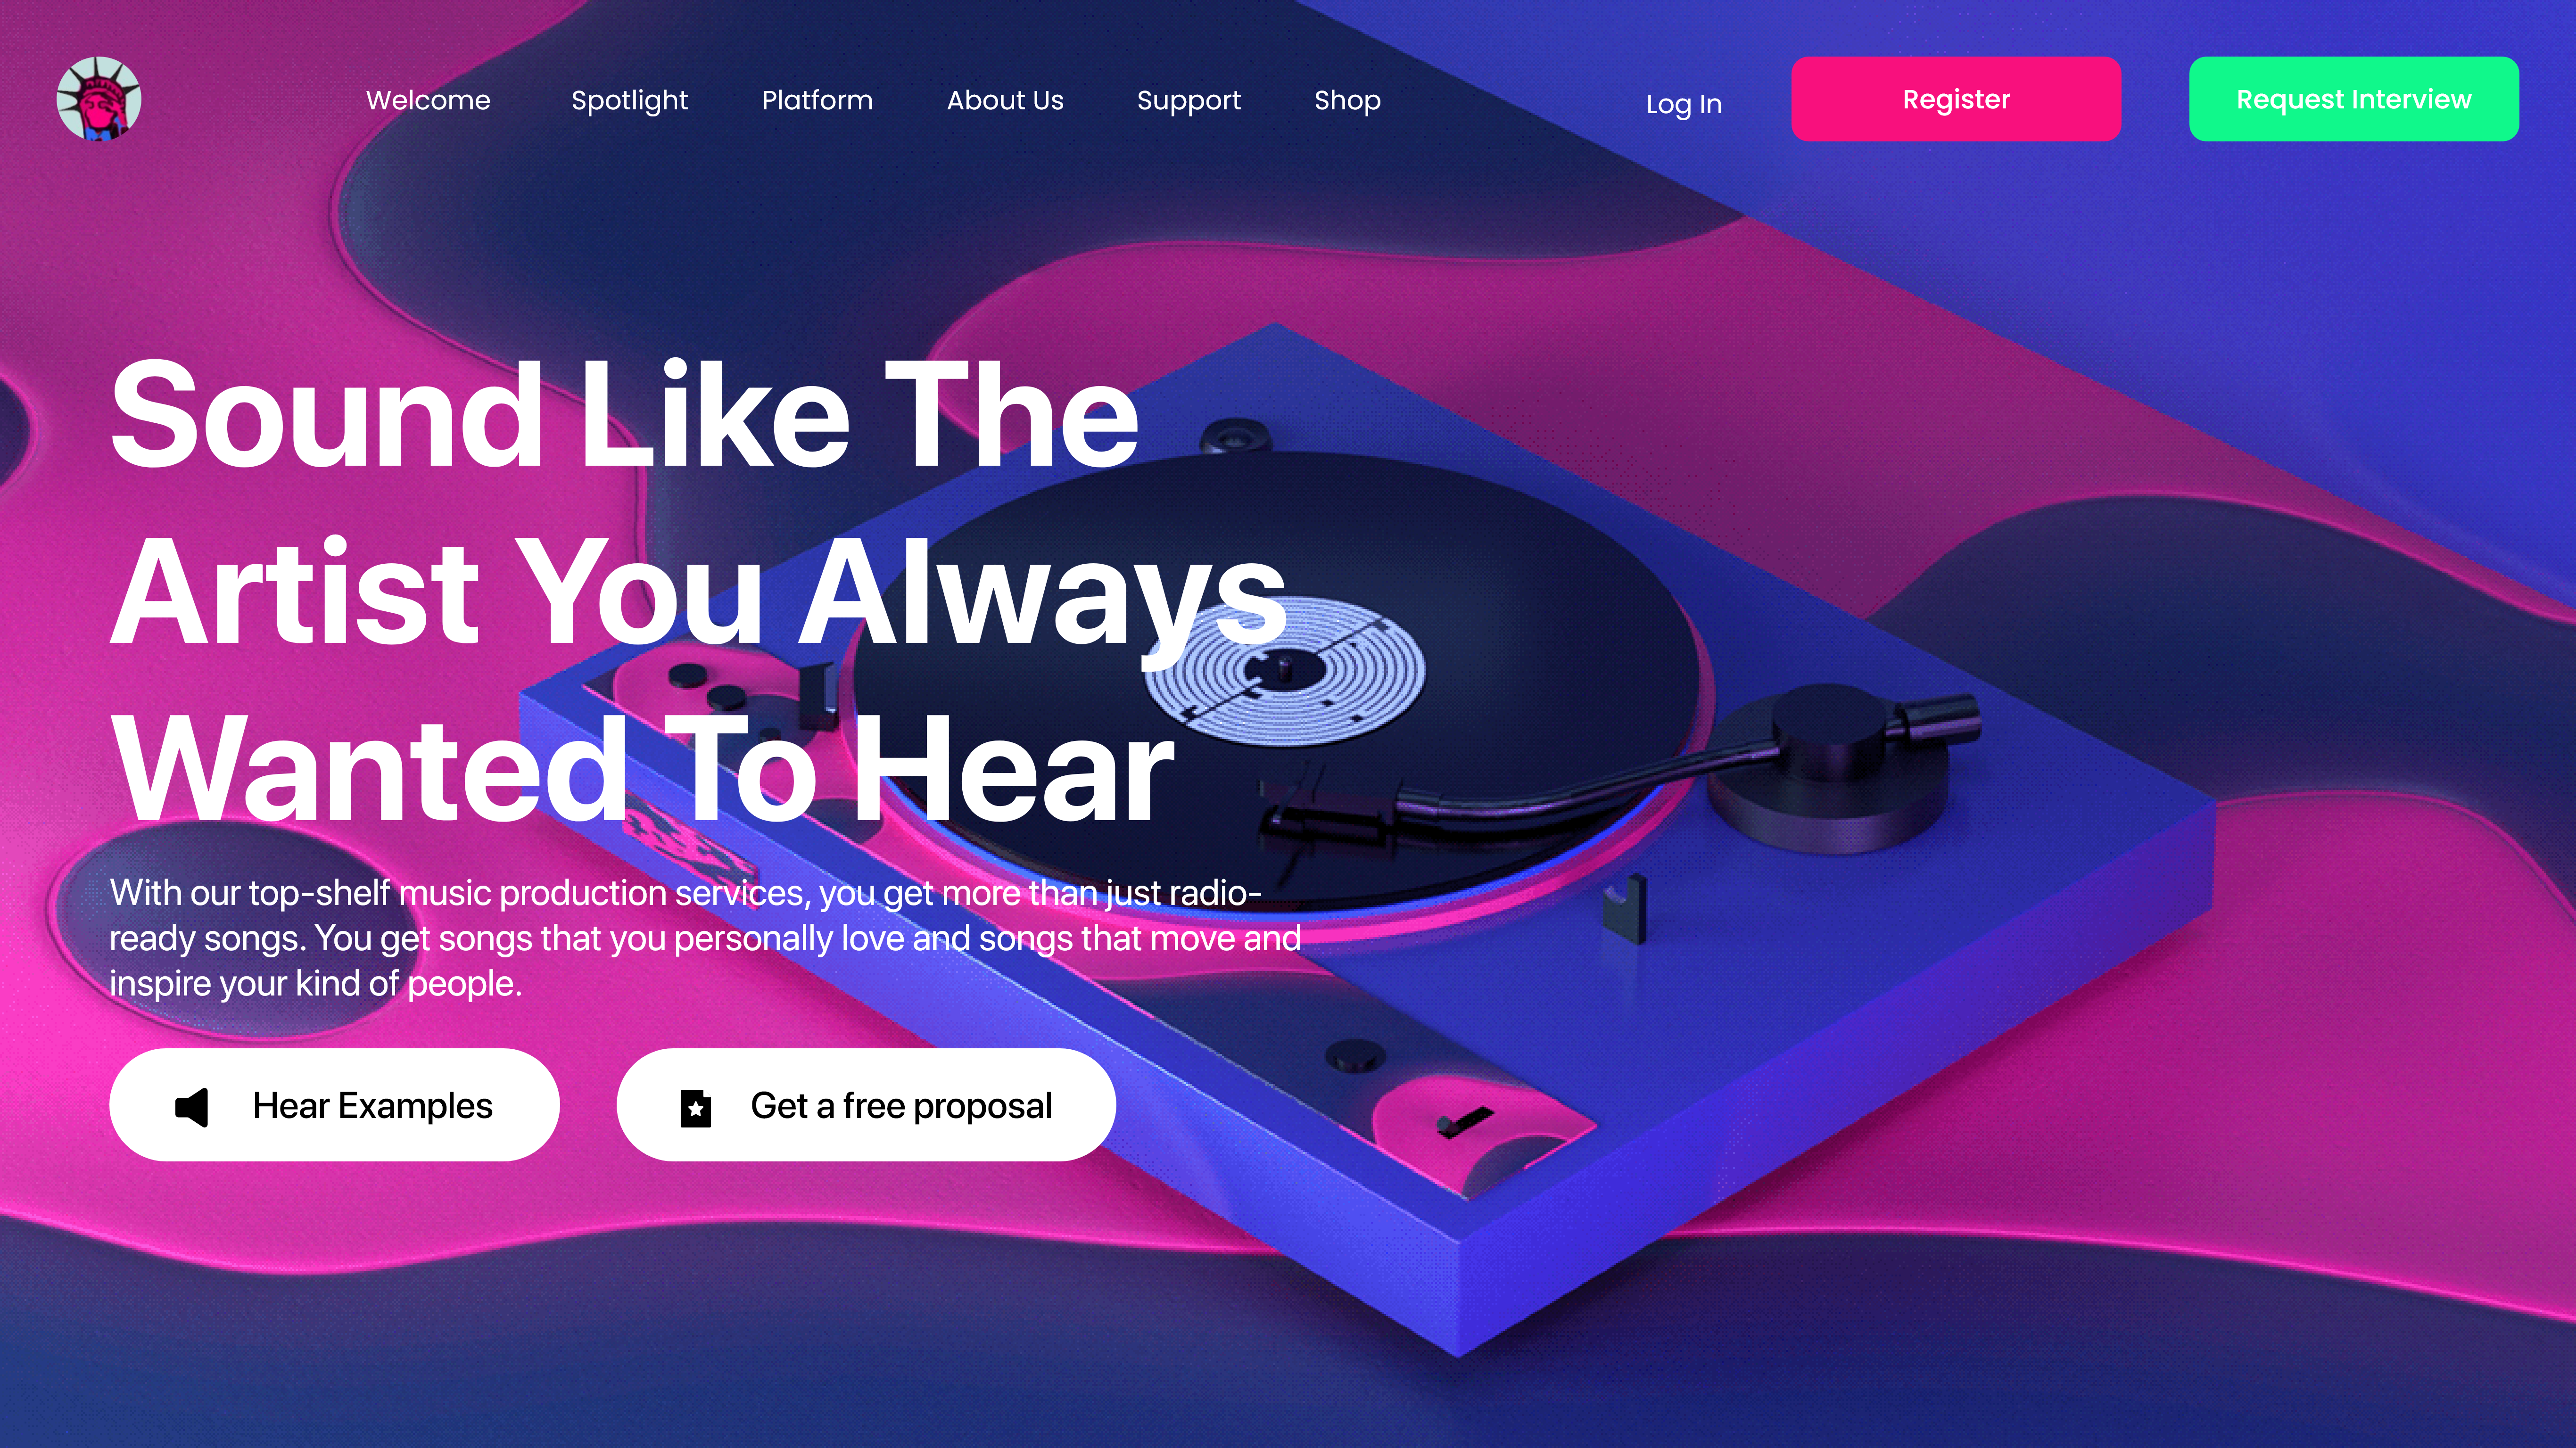 Welcome Spotlight Platform About Us Support Shop Log In Register Request Interview
Sound Like The
Artist You Always
Wanted To Hear
With our top-shelf music production services, you get more than just radio-
ready songs. You get songs that you personally love and songs that move and
inspire your kind of people.
Hear Examples Get a free proposal